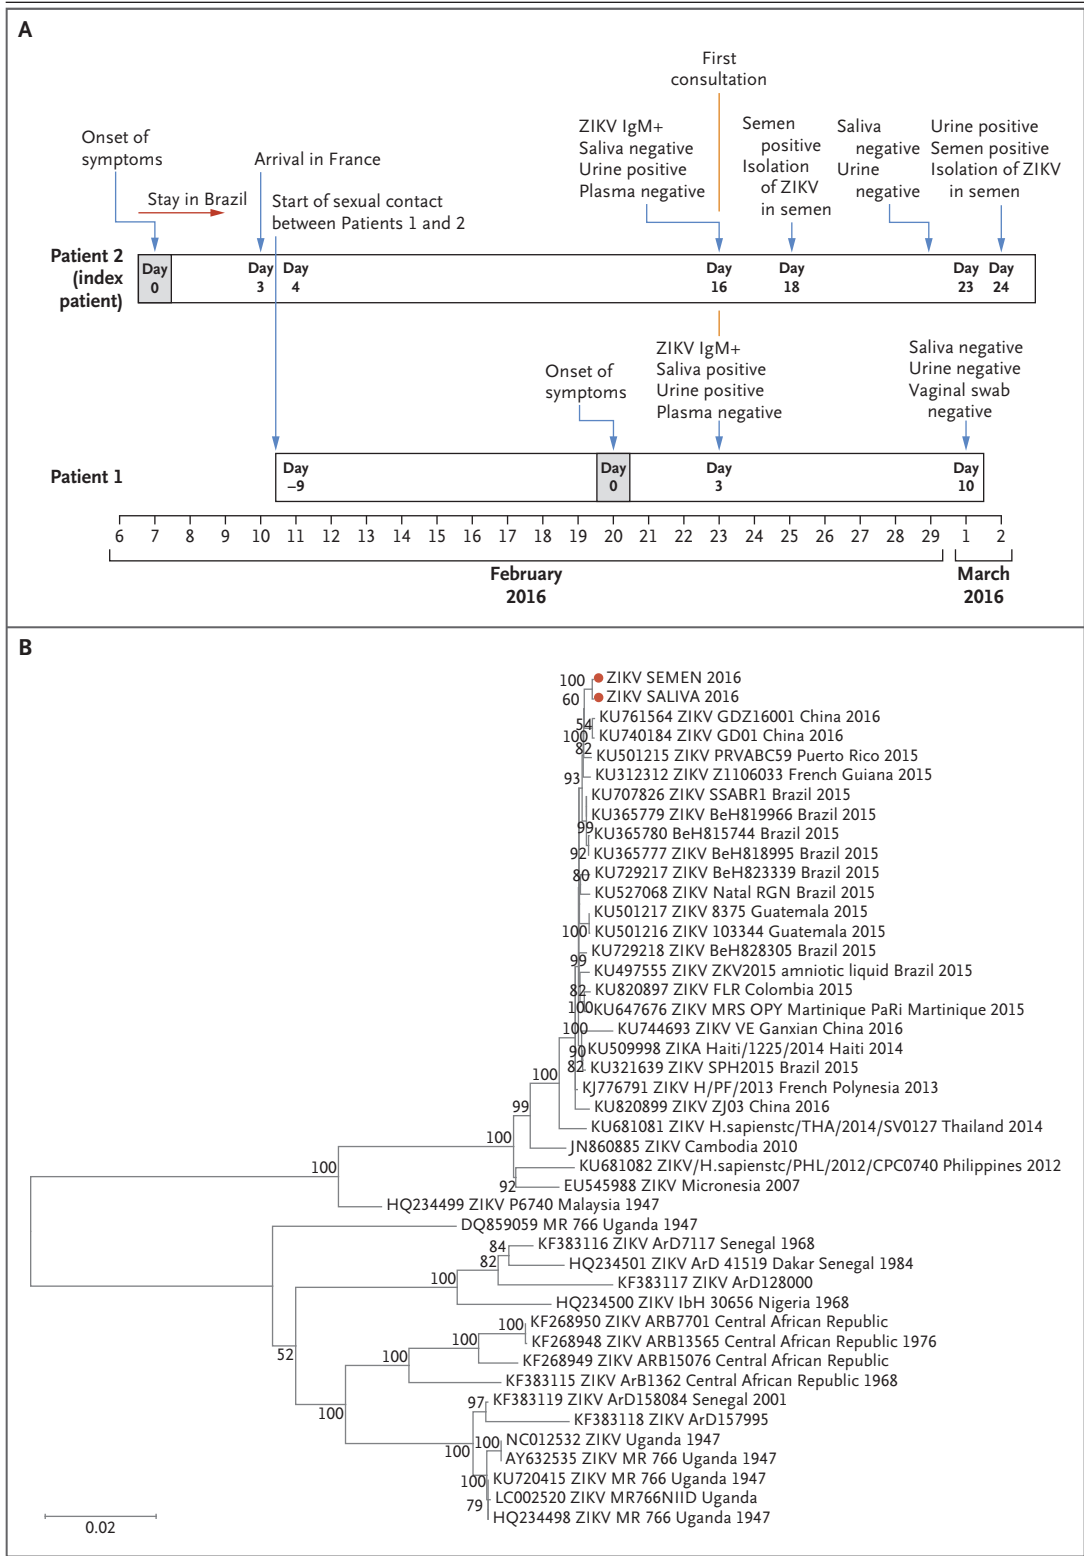 A
First
consultation
Onset of
symptoms
Arrival in France
Stay in Brazil
Start of sexual contact
between Patients 1 and 2
ZIKV IgM+
Saliva negative
Urine positive
Plasma negative
Semen
positive
Isolation
of ZIKV
in semen
Saliva
negative
Urine
negative
Urine positive
Semen positive
Isolation of ZIKV
in semen
Patient 2
(index
patient)
Day
0
Day
3
Day
4
Day
16
Day
18
Day
23
Day
24
Onset of
symptoms
ZIKV IgM+
Saliva positive
Urine positive
Plasma negative
Saliva negative
Urine negative
Vaginal swab
negative
Patient 1
Day
–9
Day
0
Day
3
Day
10
6 7 8 9 10 11 12 13 14 15 16 17 18 19 20 21 22 23 24 25 26 27 28 29 1 2
February
2016
March
2016
B
100 ZIKV SEMEN 2016
60 ZIKV SALIVA 2016
KU761564 ZIKV GDZ16001 China 2016
54
100 KU740184 ZIKV GD01 China 2016
82
KU501215 ZIKV PRVABC59 Puerto Rico 2015
93 KU312312 ZIKV Z1106033 French Guiana 2015
KU707826 ZIKV SSABR1 Brazil 2015
KU365779 ZIKV BeH819966 Brazil 2015
99
KU365780 BeH815744 Brazil 2015
92 KU365777 ZIKV BeH818995 Brazil 2015
80 KU729217 ZIKV BeH823339 Brazil 2015
KU527068 ZIKV Natal RGN Brazil 2015
KU501217 ZIKV 8375 Guatemala 2015
100 KU501216 ZIKV 103344 Guatemala 2015
KU729218 ZIKV BeH828305 Brazil 2015
99
KU497555 ZIKV ZKV2015 amniotic liquid Brazil 2015
82 KU820897 ZIKV FLR Colombia 2015
100 KU647676 ZIKV MRS OPY Martinique PaRi Martinique 2015
100 KU744693 ZIKV VE Ganxian China 2016
90 KU509998 ZIKA Haiti/1225/2014 Haiti 2014
82 KU321639 ZIKV SPH2015 Brazil 2015
100
KJ776791 ZIKV H/PF/2013 French Polynesia 2013
99 KU820899 ZIKV ZJ03 China 2016
KU681081 ZIKV H.sapienstc/THA/2014/SV0127 Thailand 2014
100 JN860885 ZIKV Cambodia 2010
100 KU681082 ZIKV/H.sapienstc/PHL/2012/CPC0740 Philippines 2012
92 EU545988 ZIKV Micronesia 2007
HQ234499 ZIKV P6740 Malaysia 1947
DQ859059 MR 766 Uganda 1947
84 KF383116 ZIKV ArD7117 Senegal 1968
82 HQ234501 ZIKV ArD 41519 Dakar Senegal 1984
100 KF383117 ZIKV ArD128000
HQ234500 ZIKV IbH 30656 Nigeria 1968
100 KF268950 ZIKV ARB7701 Central African Republic
100 KF268948 ZIKV ARB13565 Central African Republic 1976
52 100 KF268949 ZIKV ARB15076 Central African Republic
KF383115 ZIKV ArB1362 Central African Republic 1968
100 97 KF383119 ZIKV ArD158084 Senegal 2001
KF383118 ZIKV ArD157995
100 100 NC012532 ZIKV Uganda 1947
AY632535 ZIKV MR 766 Uganda 1947
100 KU720415 ZIKV MR 766 Uganda 1947
79 LC002520 ZIKV MR766NIID Uganda
HQ234498 ZIKV MR 766 Uganda 1947
0.02